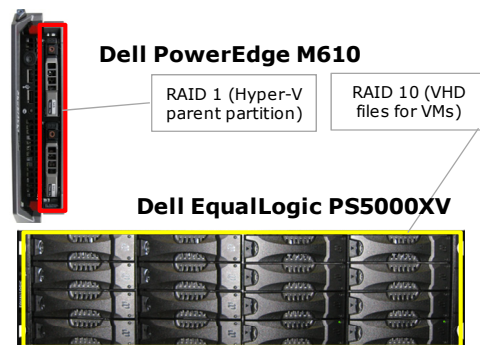 Dell PowerEdge M610
RAID 1 (Hyper-V
parent partition)
RAID 10 (VHD
files for VMs)
Dell EqualLogic PS5000XV